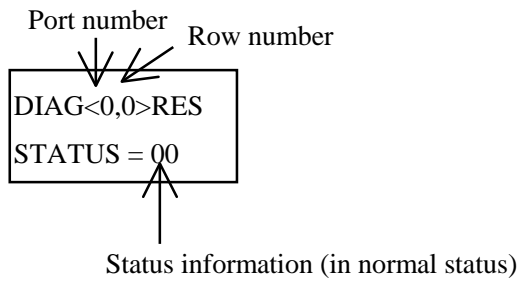 Port number
Row number
DIAG<0,0>RES
STATUS = 00
Status information (in normal status)